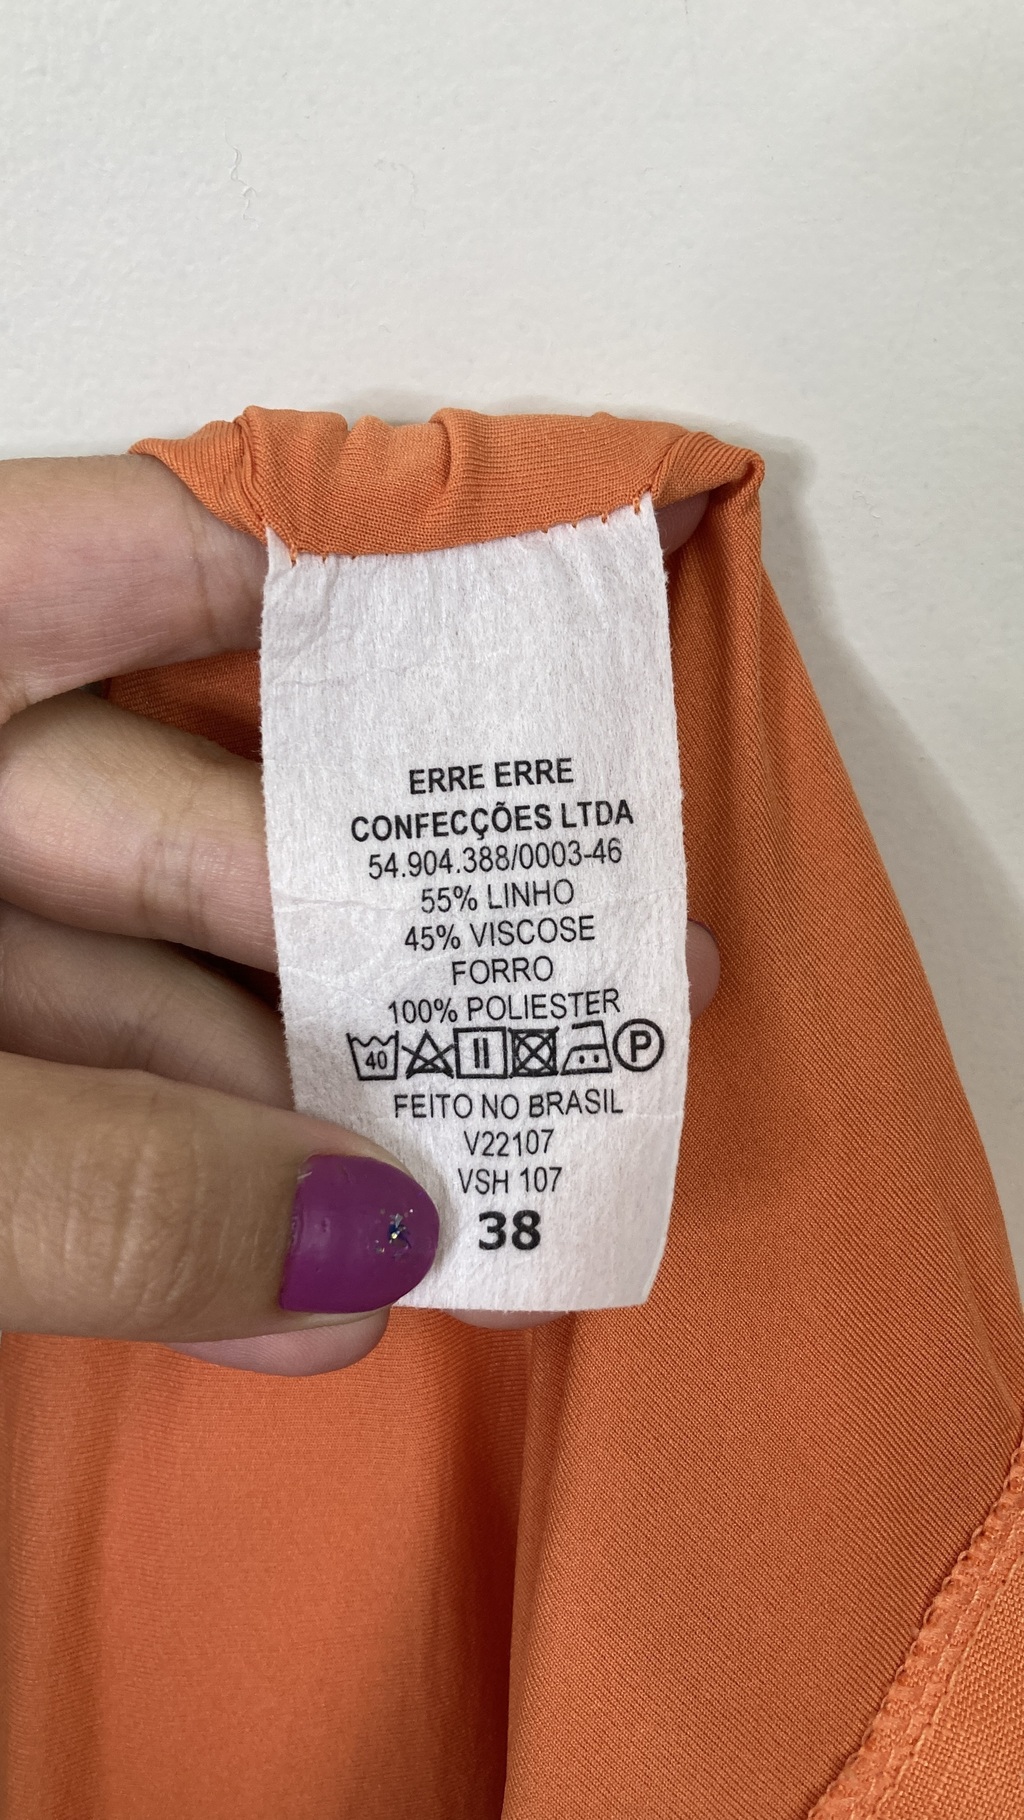 ERRE ERRE
CONFECÇÕES LTDA
54.904.388/0003-46
55% LINHO
45% VISCOSE
FORRO
100% POLIESTER
40 P
FEITO NO BRASIL
V22107
VSH 107
38